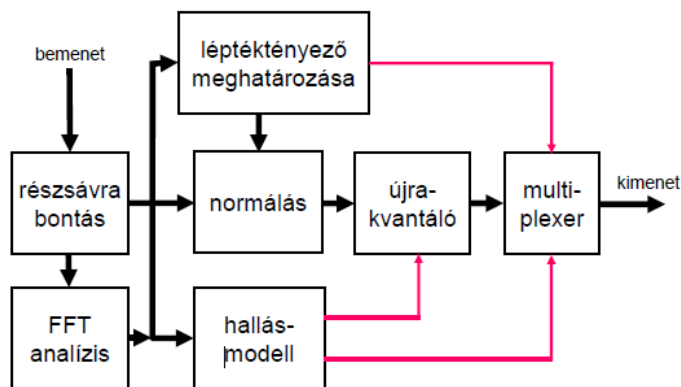 bemenet
léptéktényező
meghatározása
részsávra
bontás
normálás
újra-
kvantáló
multi-
plexer
kimenet
FFT
analízis
hallás-
modell